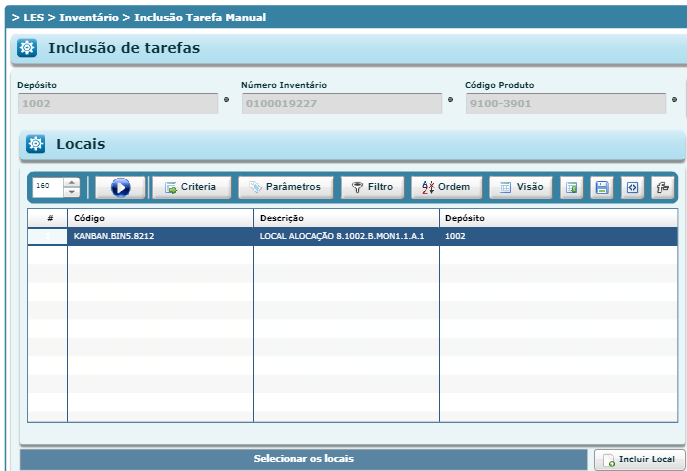 > LES > Inventário > Inclusão Tarefa Manual
Inclusão de tarefas
Depósito Número Inventário Código Produto
1002 0100019227 9100-3901
Locais
160 Criteria Parâmetros Filtro Ordem Visão
# Código Descrição Depósito
KANBAN.BIN5.8212 LOCAL ALOCAÇÃO 8.1002.B.MON1.1.A.1 1002
Selecionar os locais Incluir Local